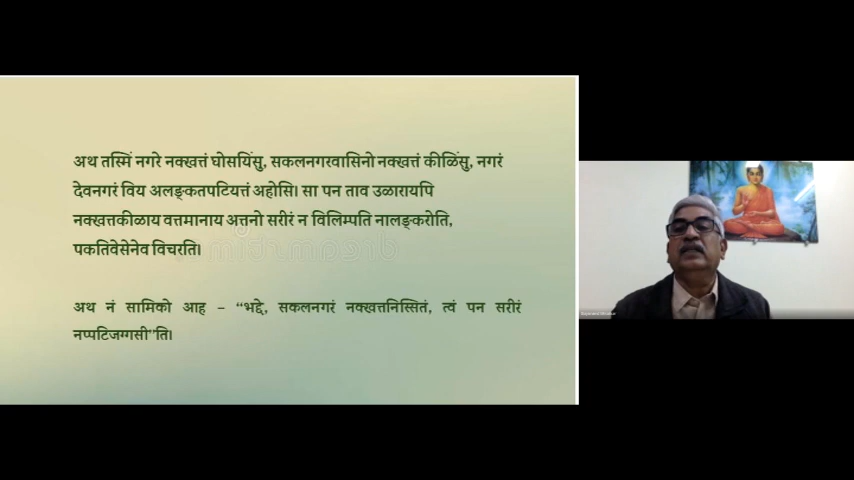 अथ तस्मिं नगरे नक्खत्तं घोसयिंसु, सकलनगरवासिनो नक्खत्तं कीळिंसु, नगरं
देवनगरं विय अलङ्कतपटियत्तं अहोसि। सा पन ताव उळारायपि
नक्खत्तकीळाय वत्तमानाय अत्तनो सरीरं न विलिम्पति नालङ्करोति,
पकतिवेसेनेव विचरति।
अथ नं सामिको आह – “भद्दे, सकलनगरं नक्खत्तनिस्सितं, त्वं पन सरीरं
नप्पटिजग्गसी”ति।